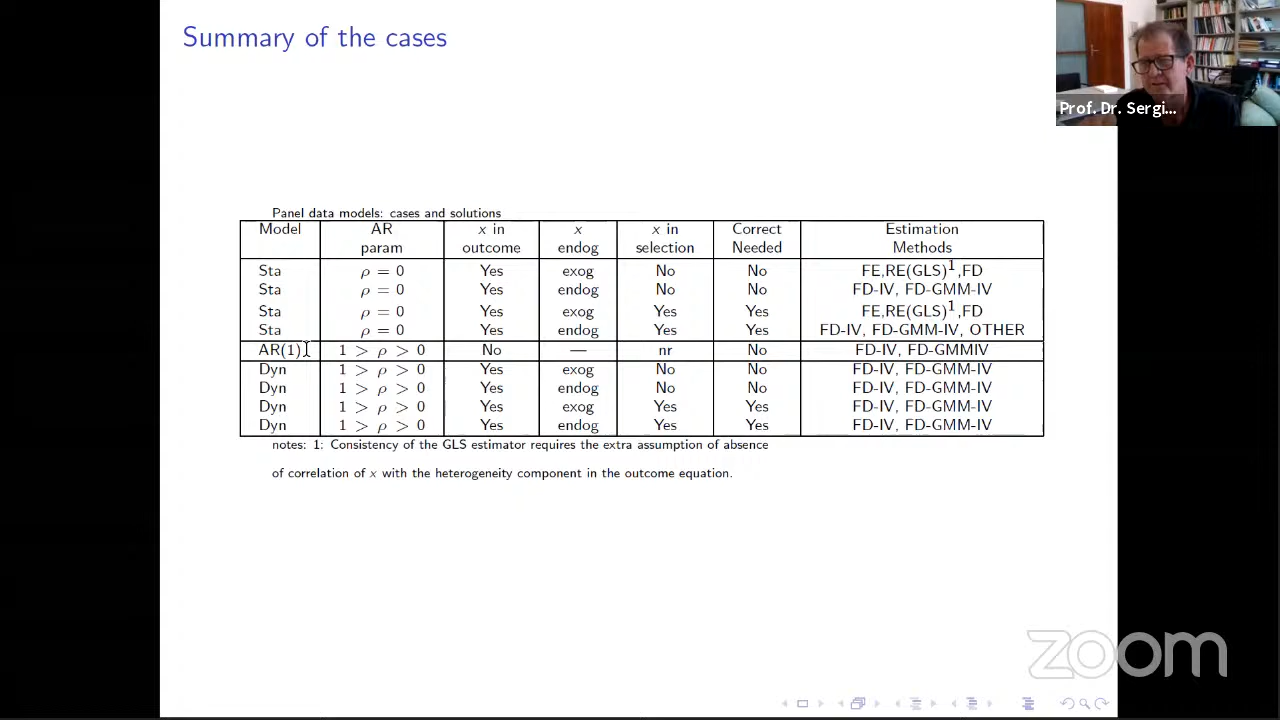 Summary of the cases
Prof. Dr. Sergi...
Panel data models: cases and solutions
Model AR x in x x in Correct Estimation
param outcome endog selection Needed Methods
Sta ρ = 0 Yes exog No No FE,RE(GLS)¹,FD
Sta ρ = 0 Yes endog No No FD-IV, FD-GMM-IV
Sta ρ = 0 Yes exog Yes Yes FE,RE(GLS)¹,FD
Sta ρ = 0 Yes endog Yes Yes FD-IV, FD-GMM-IV, OTHER
AR(1) 1 > ρ > 0 No — nr No FD-IV, FD-GMMIV
Dyn 1 > ρ > 0 Yes exog No No FD-IV, FD-GMM-IV
Dyn 1 > ρ > 0 Yes endog No No FD-IV, FD-GMM-IV
Dyn 1 > ρ > 0 Yes exog Yes Yes FD-IV, FD-GMM-IV
Dyn 1 > ρ > 0 Yes endog Yes Yes FD-IV, FD-GMM-IV
notes: 1: Consistency of the GLS estimator requires the extra assumption of absence
of correlation of x with the heterogeneity component in the outcome equation.
zoom